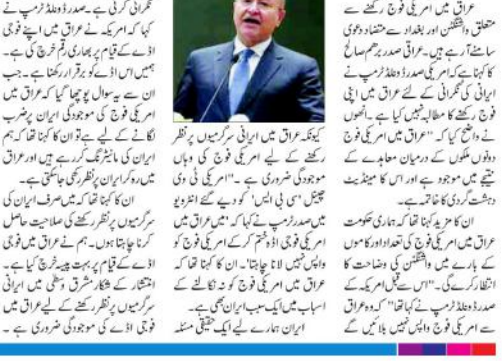 عراق میں امریکی فوج رکھنے سے
متعلق واشنگٹن اور بغداد سے متضاد دعوی
سامنے آ رہے ہیں۔عراقی صدر برھم صالح
کا کہنا ہے کہ امریکی صدر ڈونلڈ ٹرمپ نے
ایران کی نگرانی کے لئے عراق میں اپنی
فوج رکھنے کا مطالبہ نہیں کیا ہے ۔انھوں
نے واضح کیا کہ ''عراق میں امریکی فوج
دونوں ملکوں کے درمیان معاہدے کے
نتیجے میں موجود ہے اور اس کا مینڈیٹ
دہشت گردی کا خاتمہ ہے۔
ان کا مزید کہنا تھا کہ ہماری حکومت
عراق میں امریکی فوج کی تعداد اور کاموں
کے بارے میں واشنگٹن کی وضاحت کا
انتظار کرے گی۔''اس سے قبل امریکہ کے
صدر ڈونلڈ ٹرمپ نے کہا تھا'' کہ وہ عراق
سے امریکی فوج واپس نہیں بلائیں گے
کیونکہ عراق میں ایرانی سرگرمیوں پر نظر
رکھنے کے لیے امریکی فوج کی وہاں
موجودگی ضروری ہے ۔''امریکی ٹی وی
چینل 'سی بی ایس' کو دیے گئے انٹرویو
میں صدر ٹرمپ نے کہا کہ 'میں عراق میں
امریکی فوجی اڈہ ختم کرکے امریکی فوج کو
واپس نہیں لانا چاہتا'۔ ان کا کہنا تھا کہ
عراق میں امریکی فوج کو نہ نکالنے کے
اسباب میں ایک سبب ایران بھی ہے۔
ایران ہمارے لیے ایک حقیقی مسئلہ
نگرانی کرنی ہے۔صدر ڈونلڈ ٹرمپ نے
کہا کہ امریکہ نے عراق میں اپنے فوجی
اڈے کے قیام پر بھاری رقم خرچ کی ہے۔
ہمیں اس اڈے کو برقرار رکھنا ہے ۔ جب
ان سے یہ سوال پوچھا گیا کہ عراق میں
امریکی فوج کی موجودگی ایران پر ضرب
لگانے کے لیے ہے تو ان کا کہنا تھا کہ ہم
ایران کی مانیٹرنگ کر رہے ہیں اور عراق
میں رہ کر ایران پر نظر رکھی جاسکتی ہے۔
ان کا کہنا تھا کہ میں صرف ایران کی
سرگرمیوں پر نظر رکھنے کی صلاحیت حاصل
کرنا چاہتا ہوں۔ ہم نے عراق میں فوجی
اڈے کے قیام پر بہت پیسہ خرچ کیا ہے۔
انتشار کے شکار مشرق وسطیٰ میں ایرانی
سرگرمیوں پر نظر رکھنے کے لیے عراق میں
فوجی اڈے کی موجودگی ضروری ہے ۔